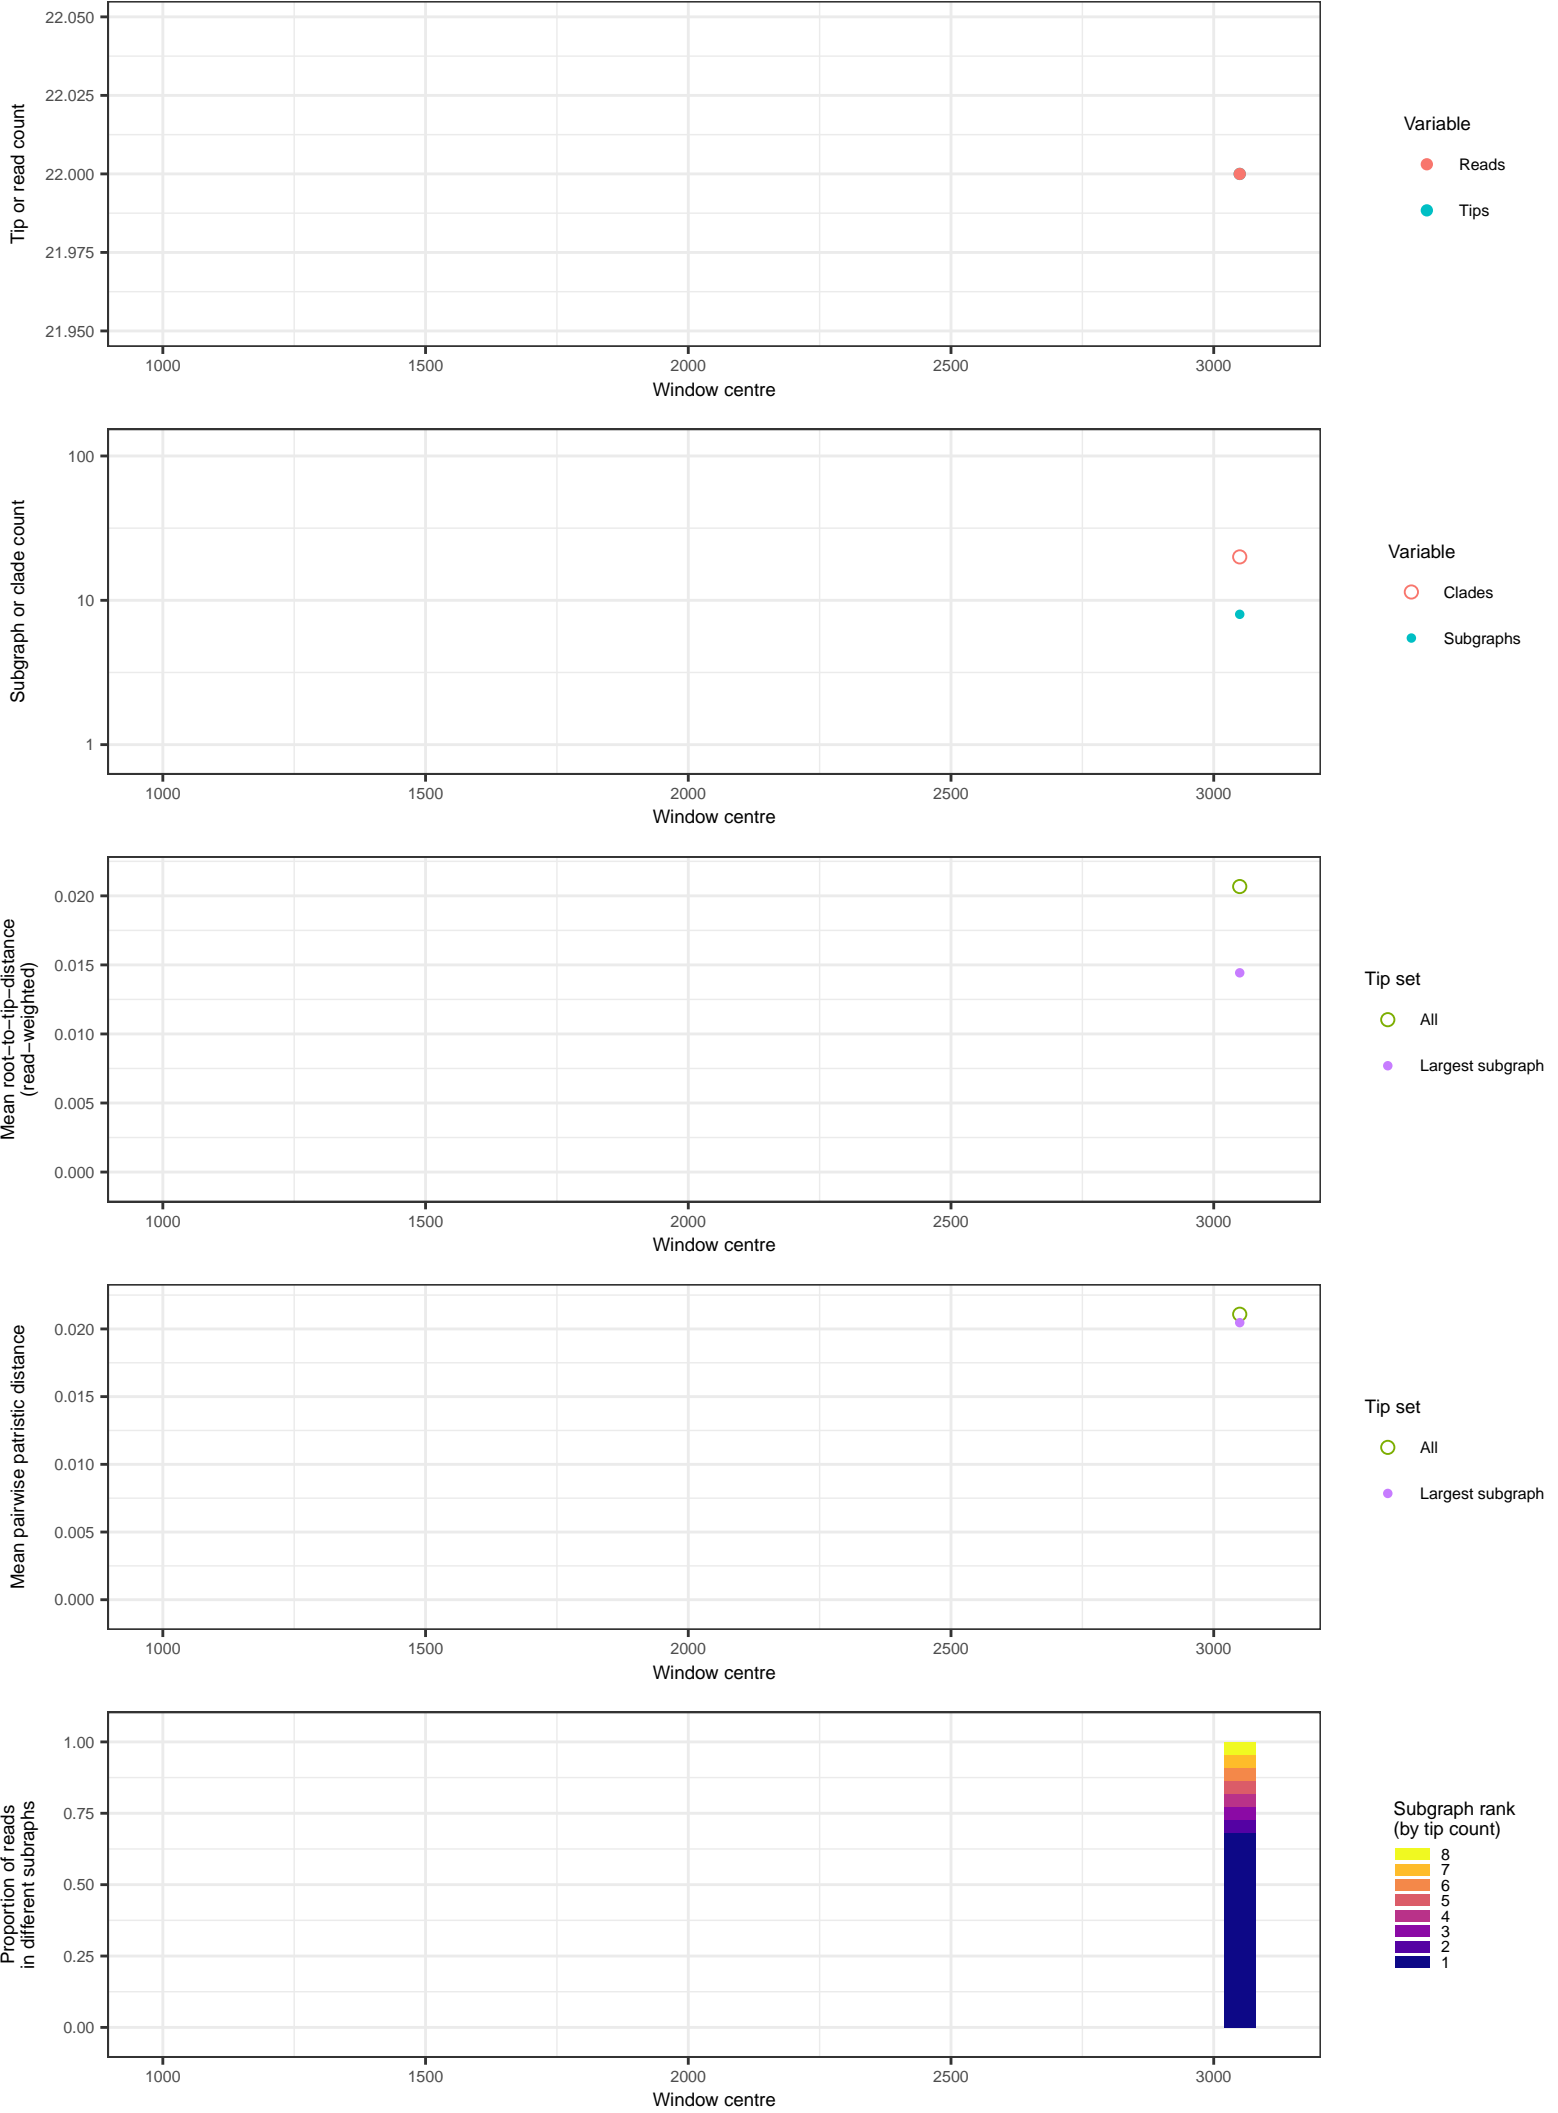 22.050
22.025
22.000
21.975
21.950
Tip or read count
1000 1500 2000 2500 3000
Window centre
Variable
Reads
Tips
100
10
1
Subgraph or clade count
1000 1500 2000 2500 3000
Window centre
Variable
Clades
Subgraphs
0.020
0.015
0.010
0.005
0.000
Mean root−to−tip−distance
(read−weighted)
1000 1500 2000 2500 3000
Window centre
Tip set
All
Largest subgraph
0.020
0.015
0.010
0.005
0.000
Mean pairwise patristic distance
1000 1500 2000 2500 3000
Window centre
Tip set
All
Largest subgraph
1.00
0.75
0.50
0.25
0.00
Proportion of reads
in different subraphs
1000 1500 2000 2500 3000
Window centre
Subgraph rank
(by tip count)
8
7
6
5
4
3
2
1